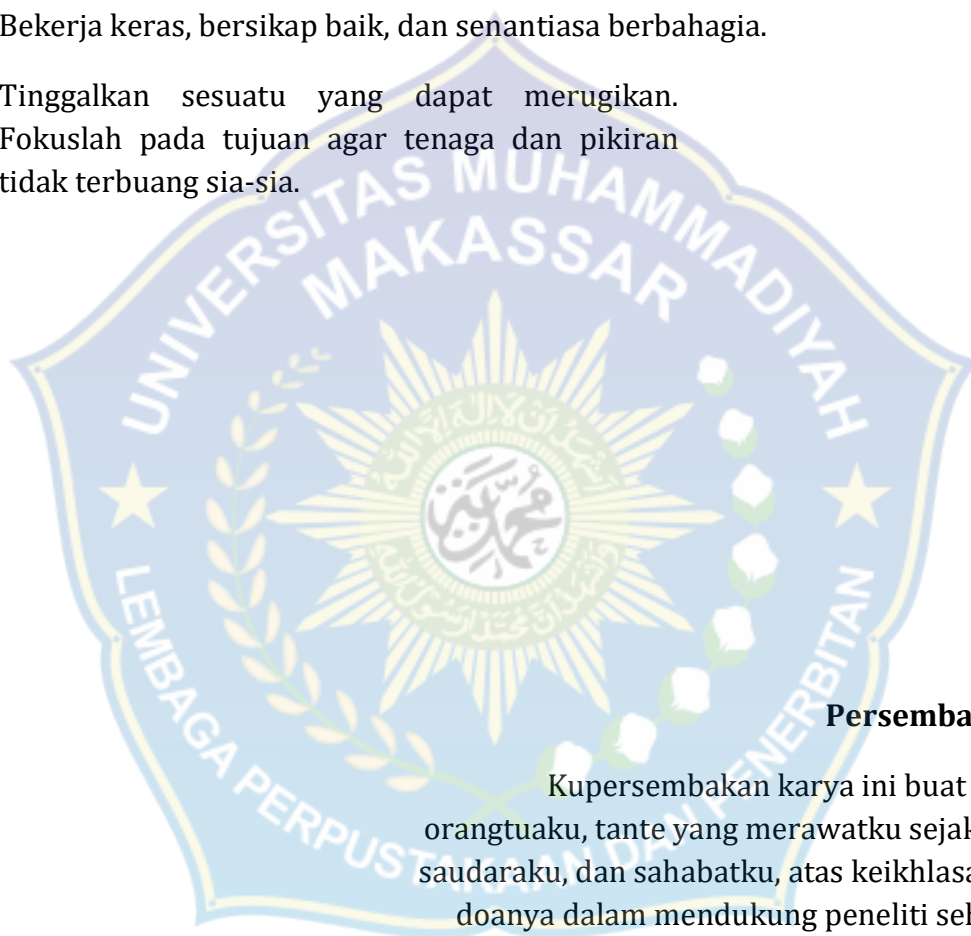 Bekerja keras, bersikap baik, dan senantiasa berbahagia.
Tinggalkan sesuatu yang dapat merugikan.
Fokuslah pada tujuan agar tenaga dan pikiran
tidak terbuang sia-sia.
UNIVERSITAS MUHAMMADIYAH
MAKASSAR
محمدية
LEMBAGA PERPUSTAKAAN DAN PENERBITAN
Persemba
Kupersembakan karya ini buat
orangtuaku, tante yang merawatku sejak
saudaraku, dan sahabatku, atas keikhlasa
doanya dalam mendukung peneliti seb